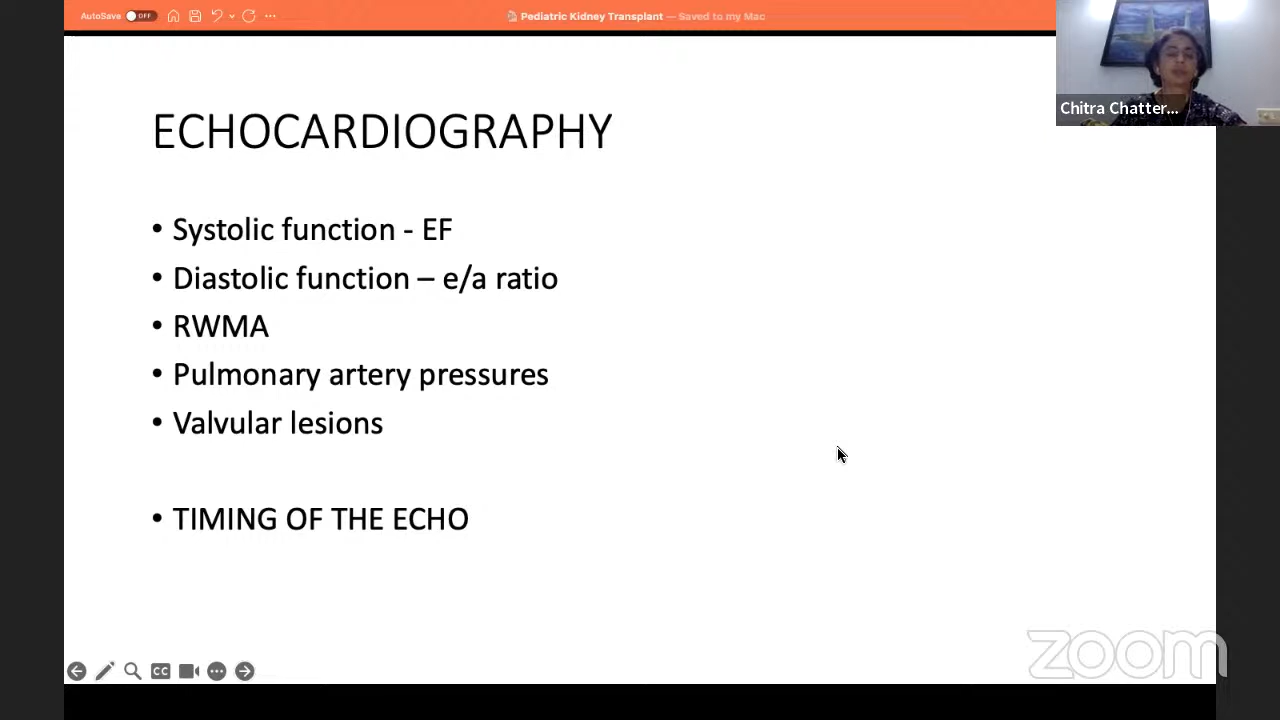 AutoSave OFF
Pediatric Kidney Transplant — Saved to my Mac
Chitra Chatter...
ECHOCARDIOGRAPHY
• Systolic function - EF
• Diastolic function – e/a ratio
• RWMA
• Pulmonary artery pressures
• Valvular lesions
• TIMING OF THE ECHO
CC
zoom